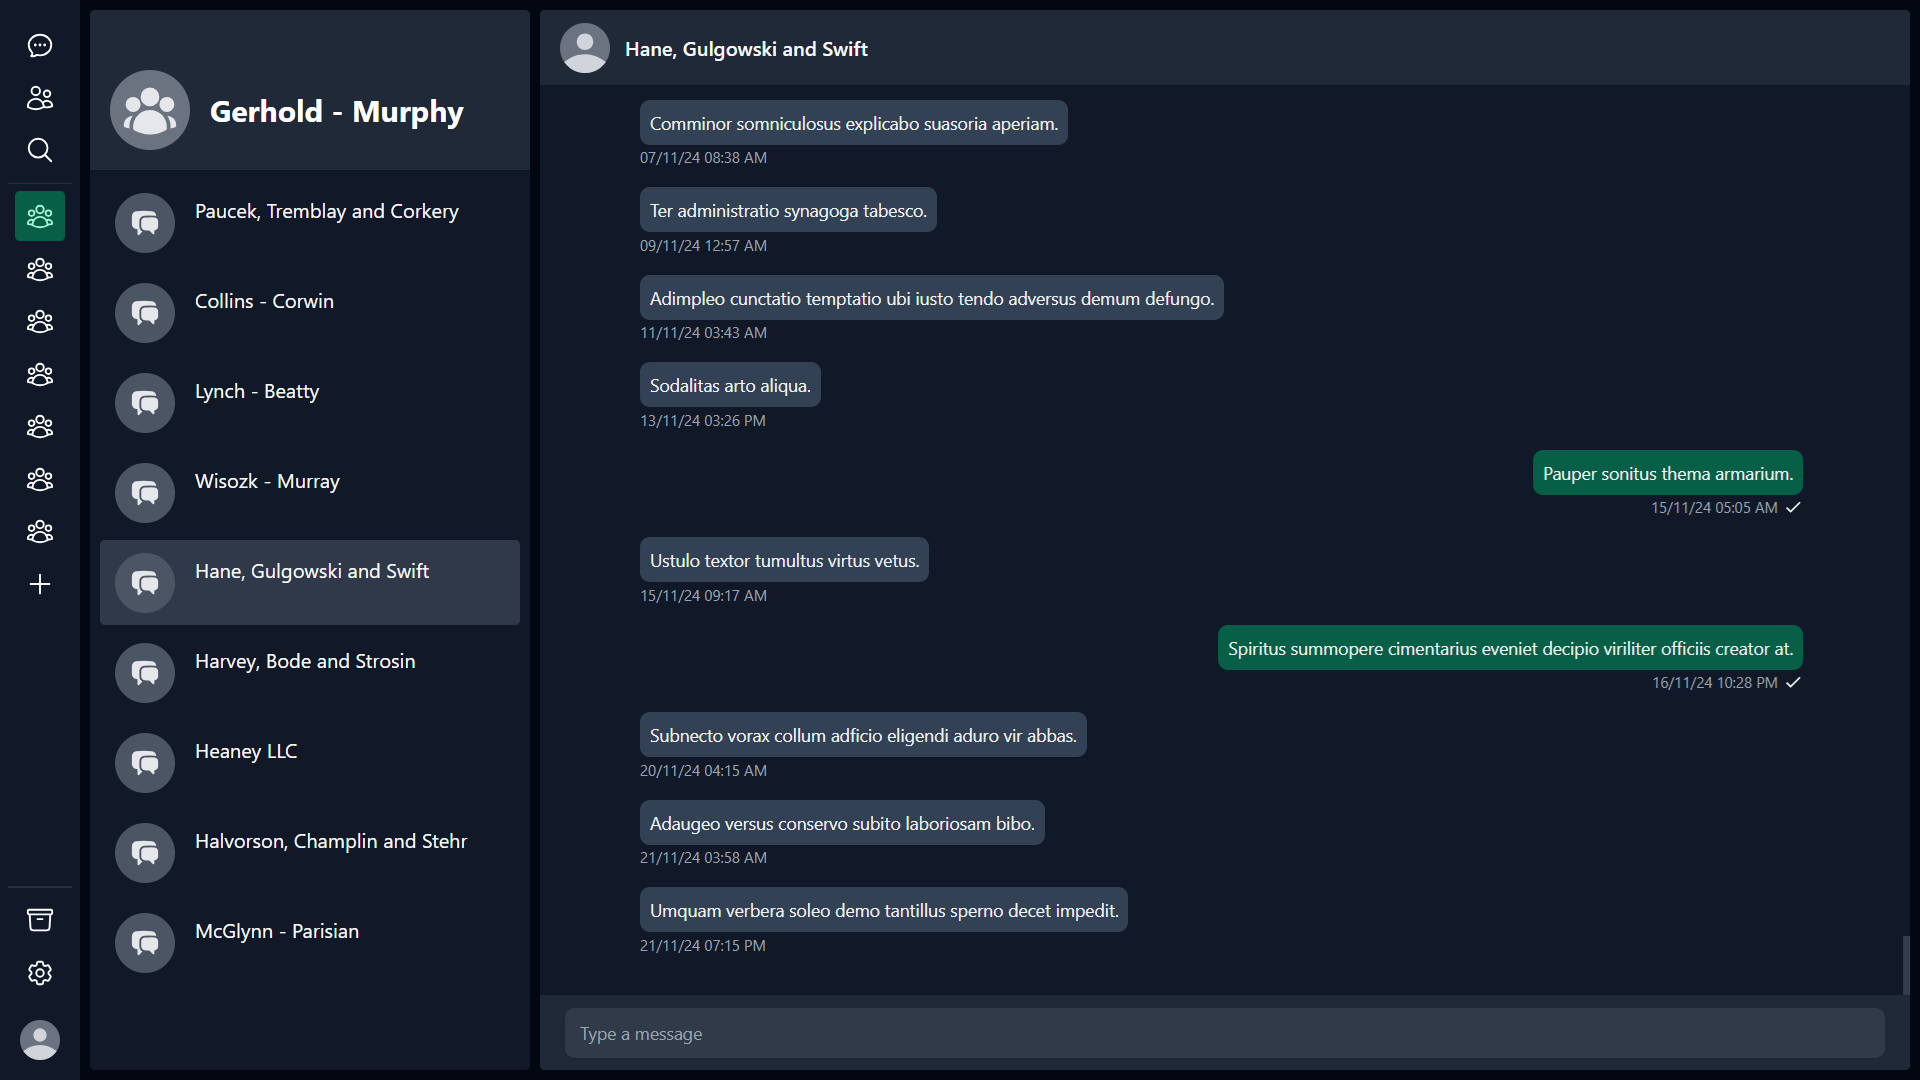 Gerhold - Murphy
Paucek, Tremblay and Corkery
Collins - Corwin
Lynch - Beatty
Wisozk - Murray
Hane, Gulgowski and Swift
Harvey, Bode and Strosin
Heaney LLC
Halvorson, Champlin and Stehr
McGlynn - Parisian
Hane, Gulgowski and Swift
Comminor somniculosus explicabo suasoria aperiam.
07/11/24 08:38 AM
Ter administratio synagoga tabesco.
09/11/24 12:57 AM
Adimpleo cunctatio temptatio ubi iusto tendo adversus demum defungo.
11/11/24 03:43 AM
Sodalitas arto aliqua.
13/11/24 03:26 PM
Pauper sonitus thema armarium.
15/11/24 05:05 AM
Ustulo textor tumultus virtus vetus.
15/11/24 09:17 AM
Spiritus summopere cimentarius eveniet decipio viriliter officiis creator at.
16/11/24 10:28 PM
Subnecto vorax collum adficio eligendi aduro vir abbas.
20/11/24 04:15 AM
Adaugeo versus conservo subito laboriosam bibo.
21/11/24 03:58 AM
Umquam verbera soleo demo tantillus sperno decet impedit.
21/11/24 07:15 PM
Type a message